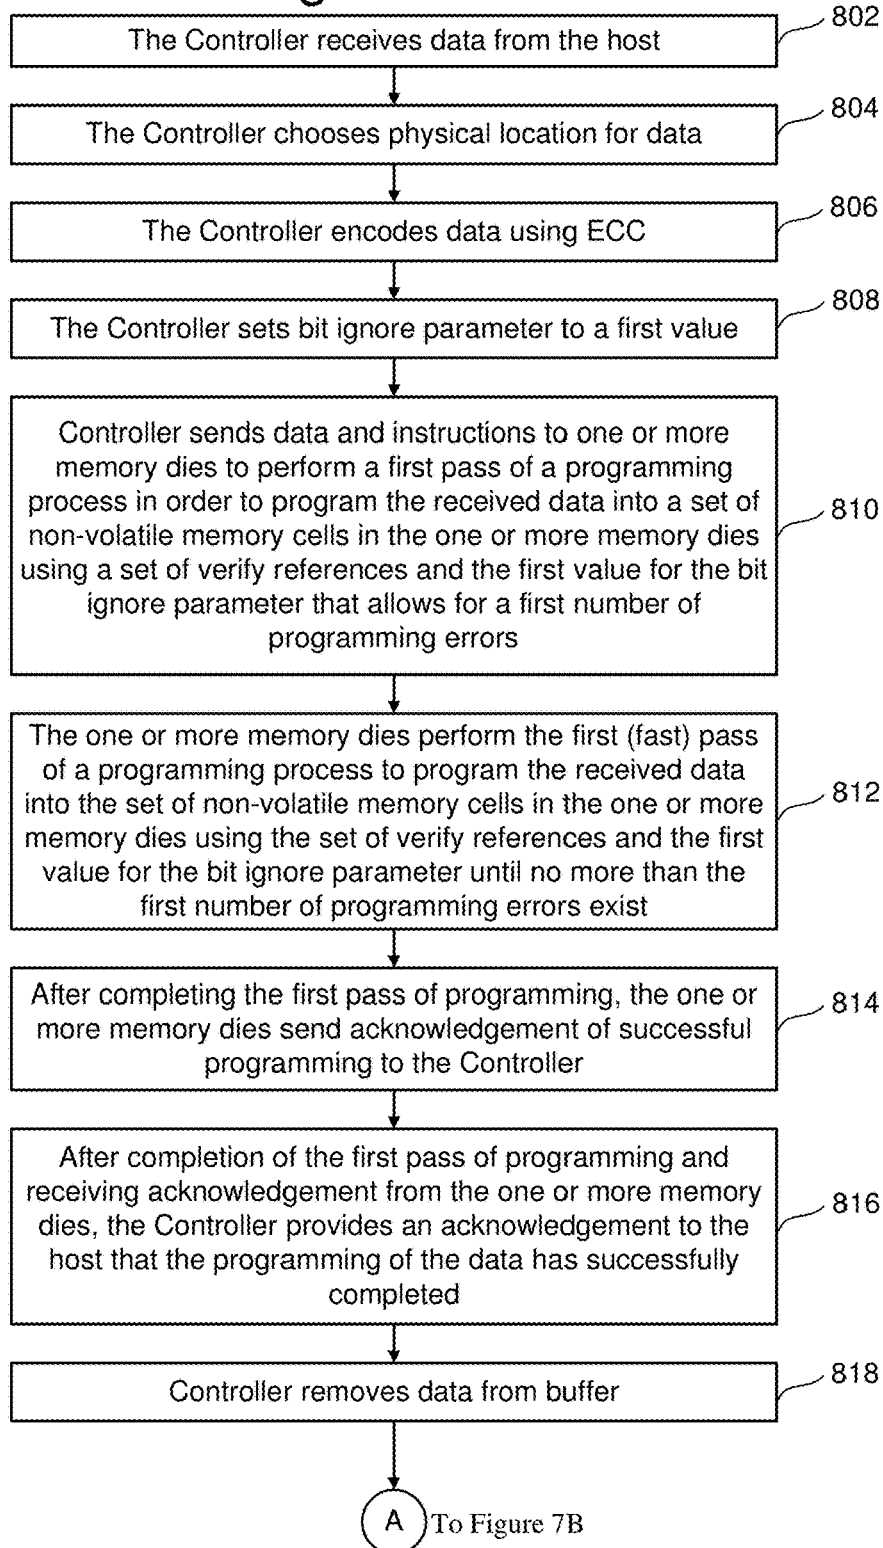 The Controller receives data from the host
802
The Controller chooses physical location for data
804
The Controller encodes data using ECC
806
The Controller sets bit ignore parameter to a first value
808
Controller sends data and instructions to one or more
memory dies to perform a first pass of a programming
process in order to program the received data into a set of
non-volatile memory cells in the one or more memory dies
using a set of verify references and the first value for the bit
ignore parameter that allows for a first number of
programming errors
810
The one or more memory dies perform the first (fast) pass
of a programming process to program the received data
into the set of non-volatile memory cells in the one or more
memory dies using the set of verify references and the first
value for the bit ignore parameter until no more than the
first number of programming errors exist
812
After completing the first pass of programming, the one or
more memory dies send acknowledgement of successful
programming to the Controller
814
After completion of the first pass of programming and
receiving acknowledgement from the one or more memory
dies, the Controller provides an acknowledgement to the
host that the programming of the data has successfully
completed
816
Controller removes data from buffer
818
A To Figure 7B